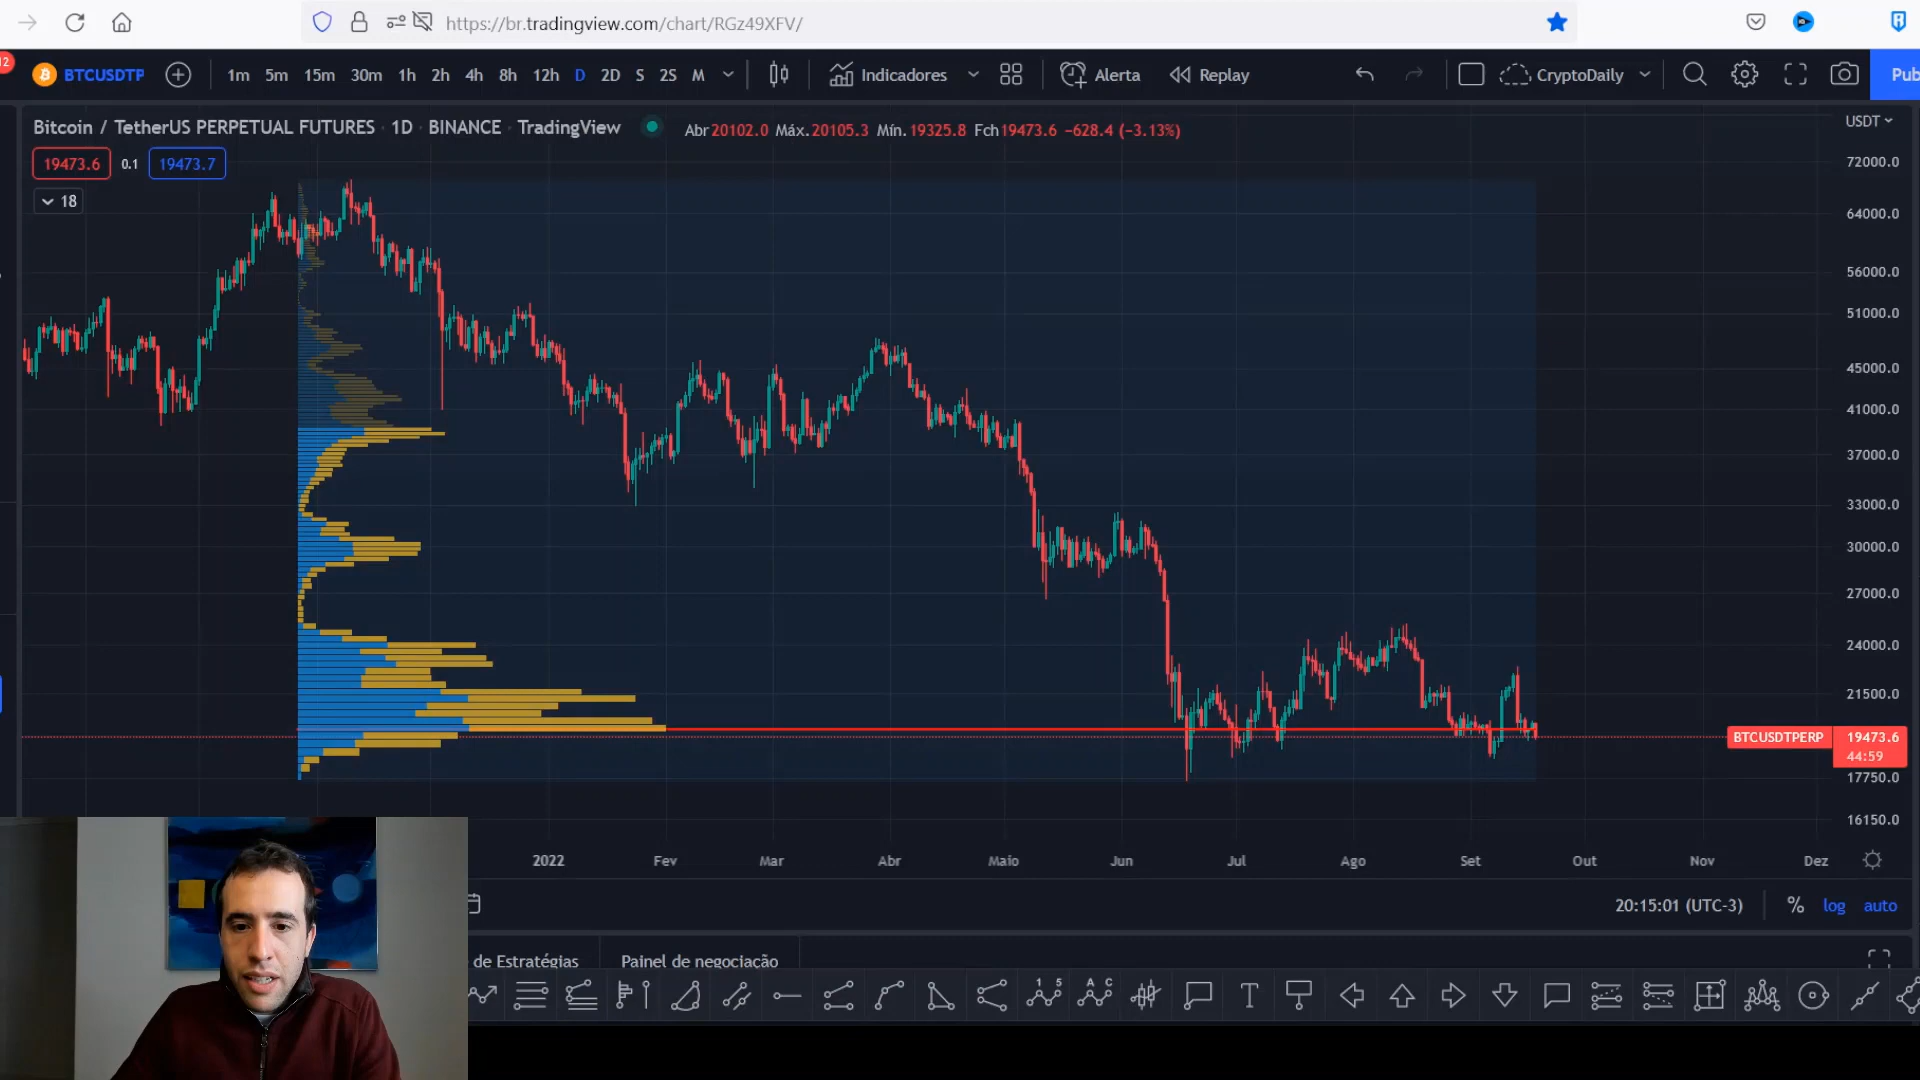 https://br.tradingview.com/chart/RGz49XFV/
12
BTCUSDTP 1m 5m 15m 30m 1h 2h 4h 8h 12h D 2D S 2S M Indicadores Alerta Replay CryptoDaily Pub
Bitcoin / TetherUS PERPETUAL FUTURES · 1D · BINANCE · TradingView Abr20102.0 Máx.20105.3 Mín.19325.8 Fch19473.6 −628.4 (−3.13%)
USDT
19473.6 0.1 19473.7
18
72000.0
64000.0
56000.0
51000.0
45000.0
41000.0
37000.0
33000.0
30000.0
27000.0
24000.0
21500.0
BTCUSDTPERP 19473.6
44:59
17750.0
16150.0
2022 Fev Mar Abr Maio Jun Jul Ago Set Out Nov Dez
20:15:01 (UTC-3) % log auto
de Estratégias Painel de negociação
1 5 A C
T